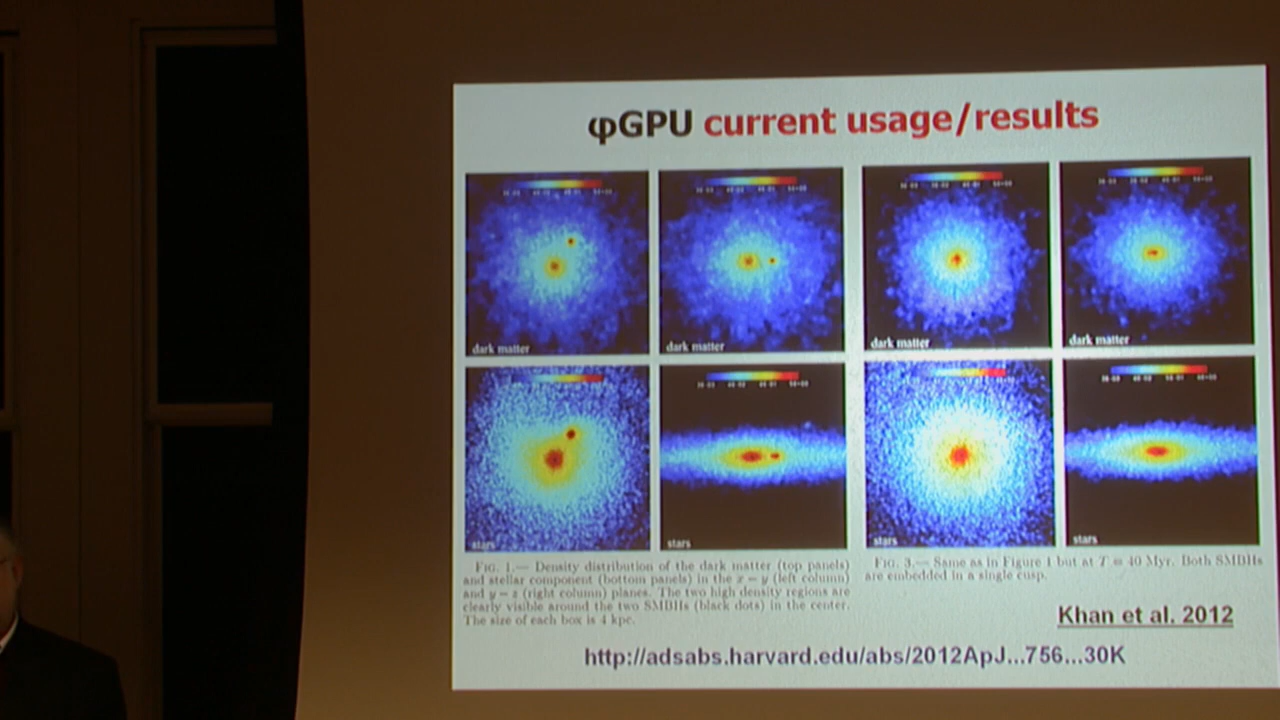 φGPU current usage/results
dark matter
dark matter
dark matter
dark matter
stars
stars
stars
stars
FIG. 1.— Density distribution of the dark matter (top panels)
and stellar component (bottom panels) in the x − y (left column)
and y − z (right column) planes. The two high density regions are
clearly visible around the two SMBHs (black dots) in the center.
The size of each box is 4 kpc.
FIG. 3.— Same as in Figure 1 but at T = 40 Myr. Both SMBHs
are embedded in a single cusp.
Khan et al. 2012
http://adsabs.harvard.edu/abs/2012ApJ...756...30K